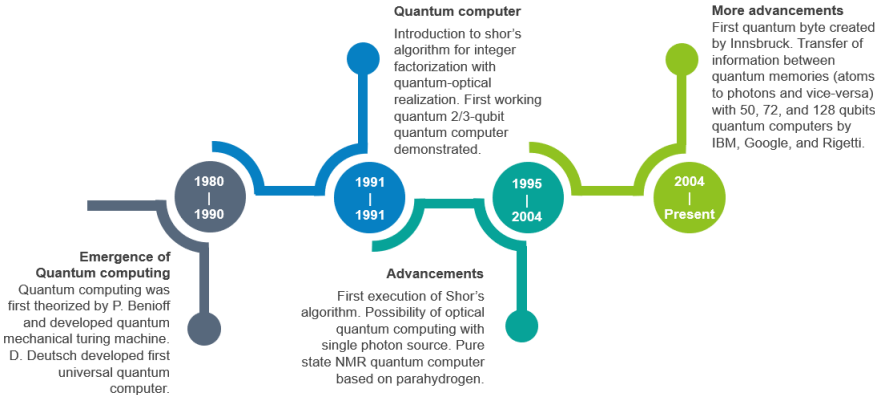 Quantum computer
Introduction to shor's
algorithm for integer
factorization with
quantum-optical
realization. First working
quantum 2/3-qubit
quantum computer
demonstrated.
More advancements
First quantum byte created
by Innsbruck. Transfer of
information between
quantum memories (atoms
to photons and vice-versa)
with 50, 72, and 128 qubits
quantum computers by
IBM, Google, and Rigetti.
1980
|
1990
1991
|
1991
1995
|
2004
2004
|
Present
Emergence of
Quantum computing
Quantum computing was
first theorized by P. Benioff
and developed quantum
mechanical turing machine.
D. Deutsch developed first
universal quantum
computer.
Advancements
First execution of Shor's
algorithm. Possibility of optical
quantum computing with
single photon source. Pure
state NMR quantum computer
based on parahydrogen.